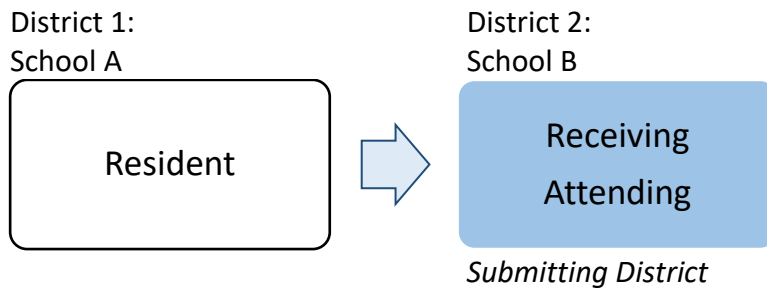 District 1:
School A
Resident
District 2:
School B
Receiving
Attending
Submitting District